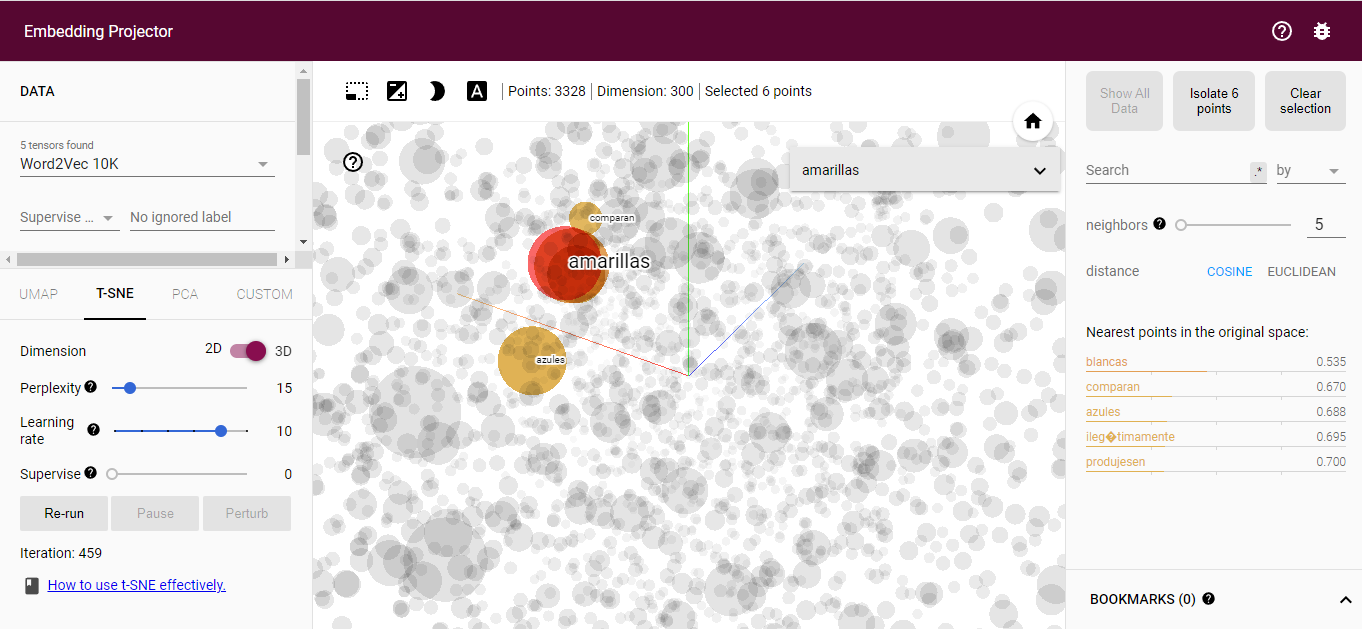 Embedding Projector
DATA
5 tensors found
Word2Vec 10K
Supervise ... No ignored label
UMAP T-SNE PCA CUSTOM
Dimension 2D 3D
Perplexity 15
Learning
rate 10
Supervise 0
Re-run Pause Perturb
Iteration: 459
How to use t-SNE effectively.
A | Points: 3328 | Dimension: 300 | Selected 6 points
amarillas
comparan
amarillas
azules
Show All
Data
Isolate 6
points
Clear
selection
Search .* by
neighbors 5
distance COSINE EUCLIDEAN
Nearest points in the original space:
blancas 0.535
comparan 0.670
azules 0.688
ileg�timamente 0.695
produjesen 0.700
BOOKMARKS (0)